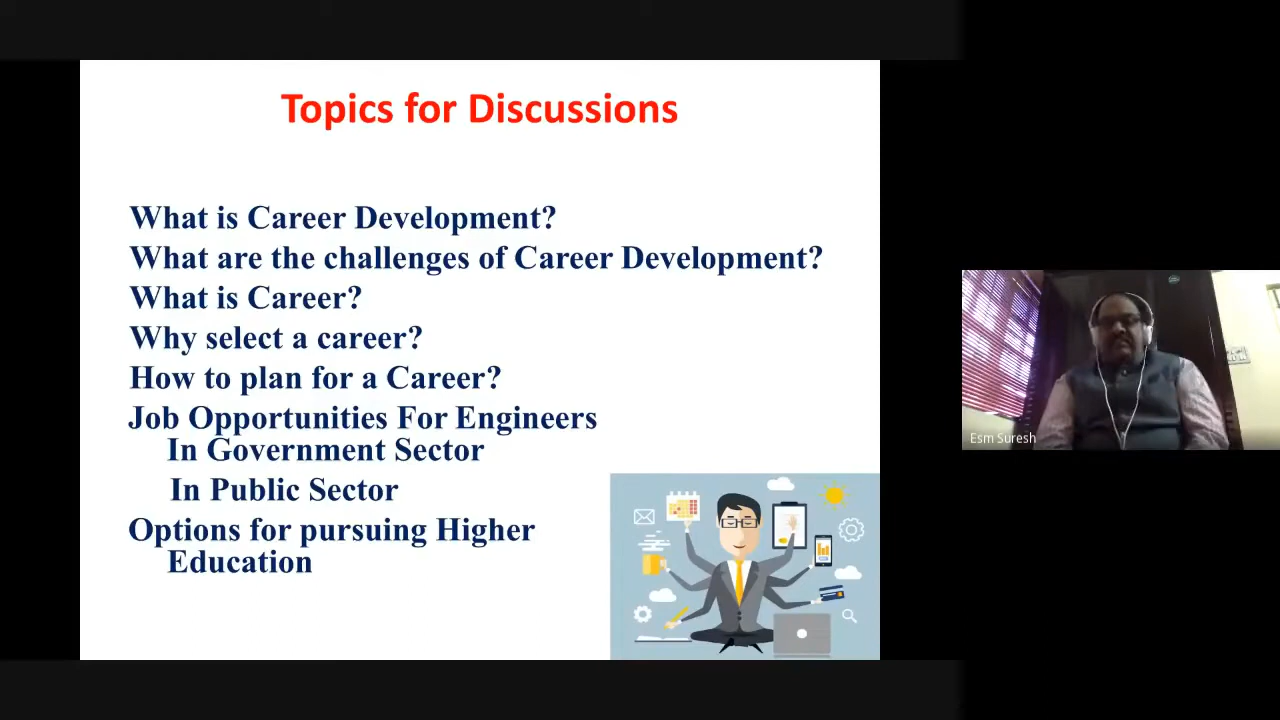 Topics for Discussions
What is Career Development?
What are the challenges of Career Development?
What is Career?
Why select a career?
How to plan for a Career?
Job Opportunities For Engineers
In Government Sector
In Public Sector
Options for pursuing Higher
Education
Esm Suresh